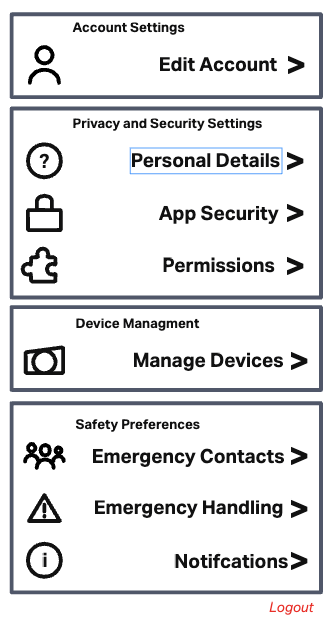 Account Settings
Edit Account >
Privacy and Security Settings
? Personal Details >
App Security >
Permissions >
Device Managment
Manage Devices >
Safety Preferences
Emergency Contacts >
! Emergency Handling >
i Notifcations >
Logout